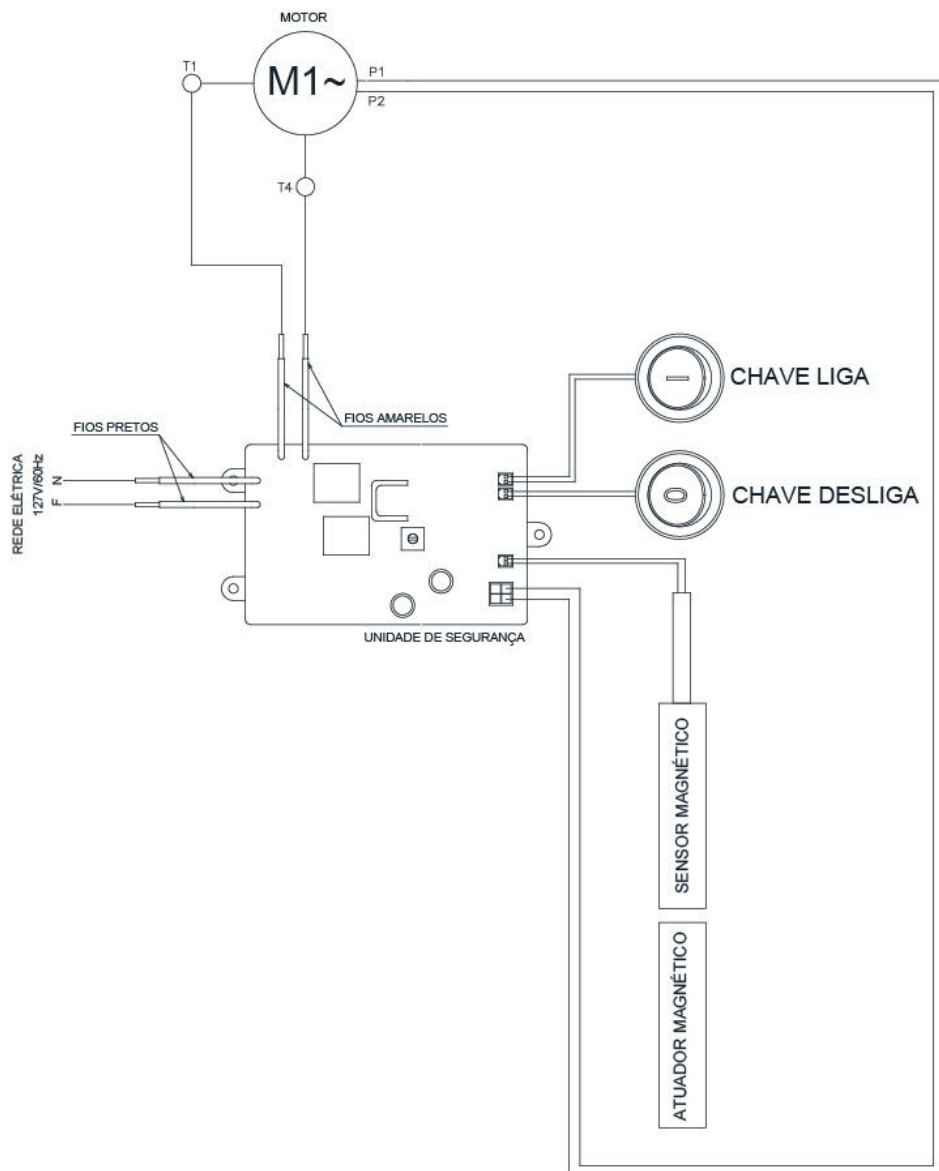 MOTOR
T1
M1~
P1
P2
T4
CHAVE LIGA
FIOS AMARELOS
FIOS PRETOS
REDE ELÉTRICA
127V/60Hz
N
F
CHAVE DESLIGA
UNIDADE DE SEGURANÇA
SENSOR MAGNÉTICO
ATUADOR MAGNÉTICO